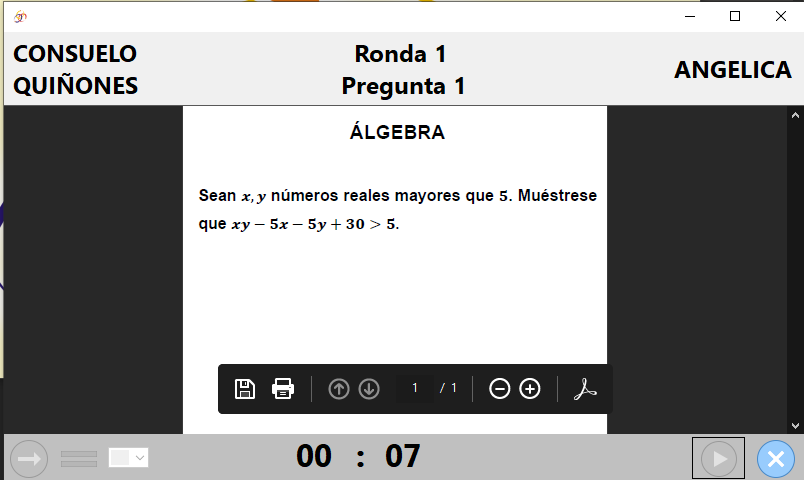 CONSUELO
QUIÑONES
Ronda 1
Pregunta 1
ANGELICA
ÁLGEBRA
Sean x, y números reales mayores que 5. Muéstrese
que xy − 5x − 5y + 30 > 5.
1 / 1
00 : 07